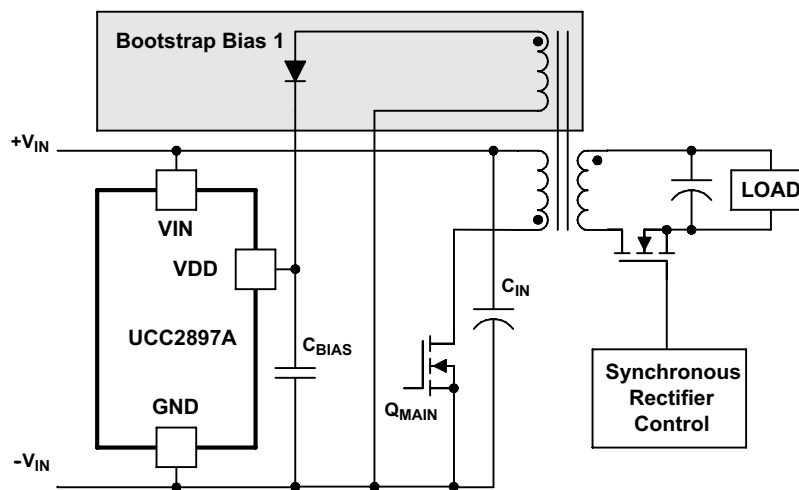 Bootstrap Bias 1
+VIN
VIN
VDD
UCC2897A
CBIAS
GND
-VIN
QMAIN
CIN
LOAD
Synchronous
Rectifier
Control